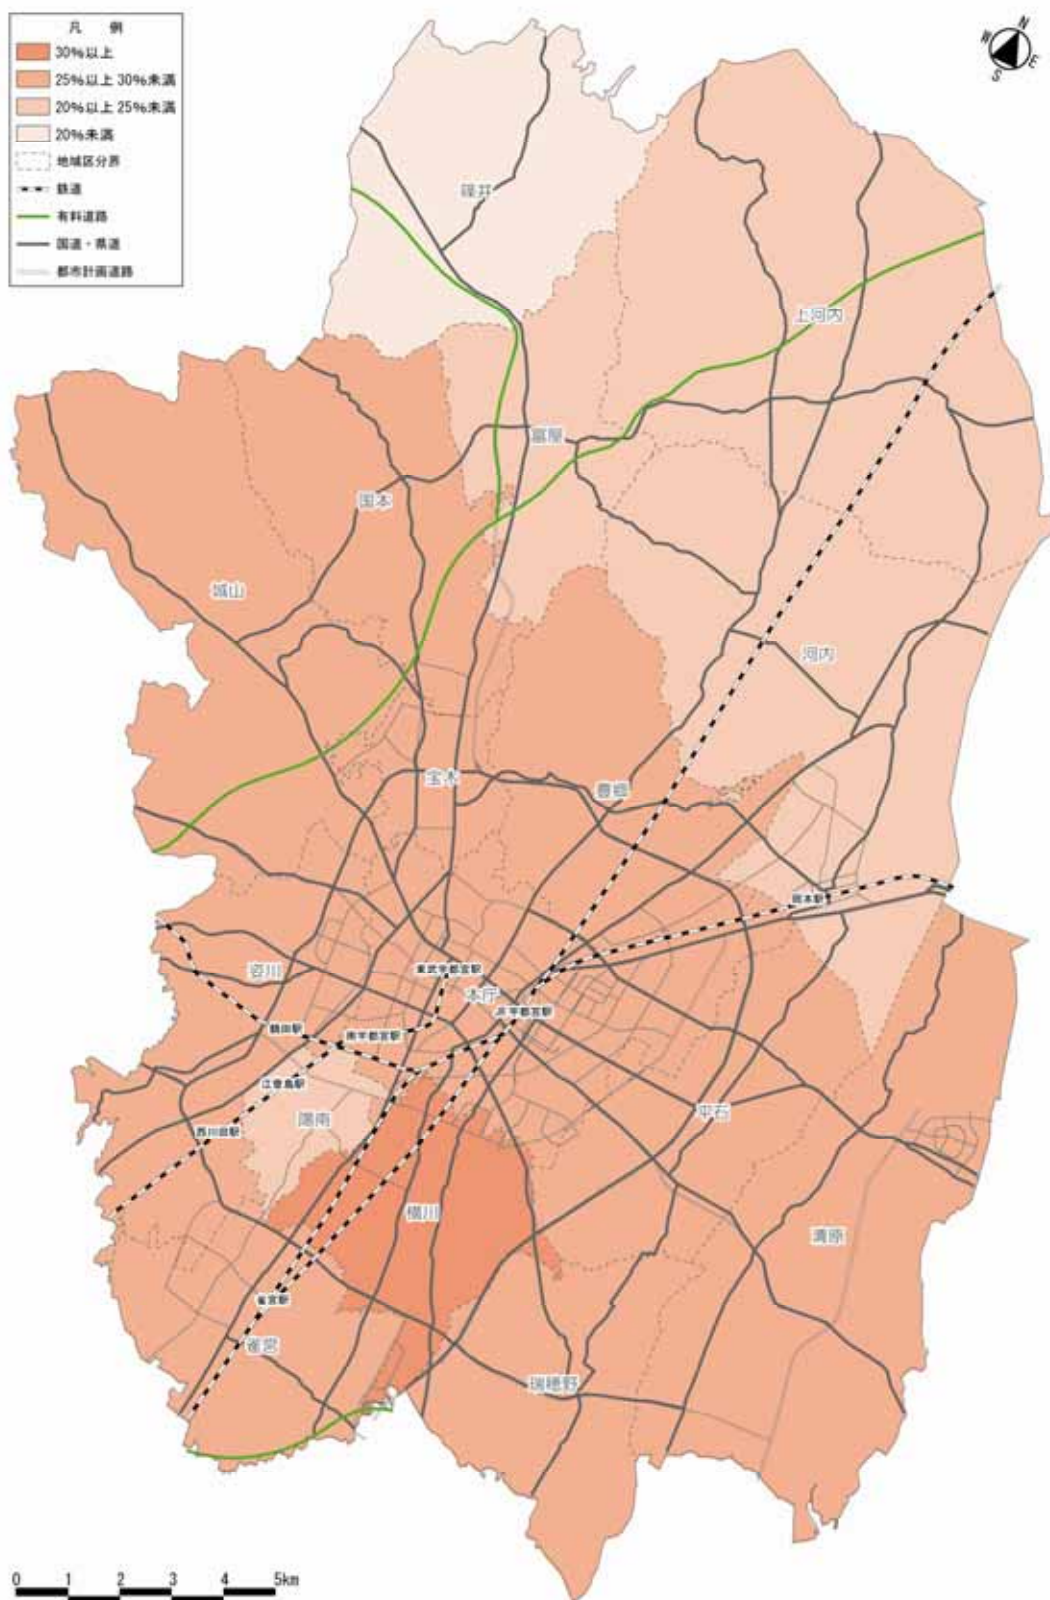 凡 例
30%以上
25%以上 30%未満
20%以上 25%未満
20%未満
地域区分界
鉄道
有料道路
国道・県道
都市計画道路
N
W
E
S
篠井
上河内
富屋
国本
城山
河内
宝木
豊郷
岡本駅
姿川
東武宇都宮駅
本庁
JR宇都宮駅
鶴田駅
南宇都宮駅
江曽島駅
陽南
西川田駅
平石
横川
清原
雀宮駅
雀宮
瑞穂野
0 1 2 3 4 5km